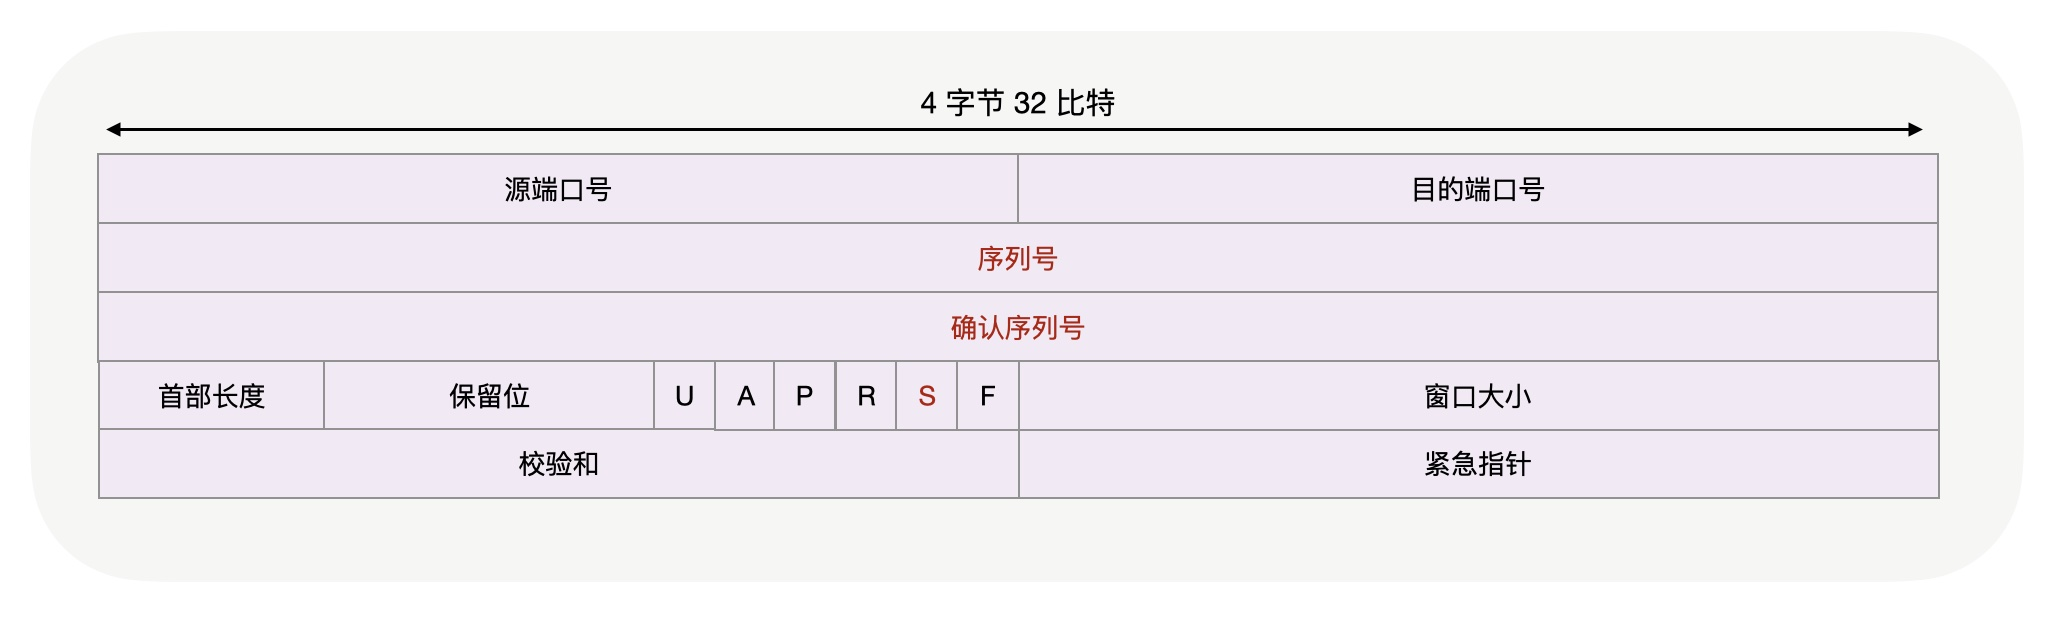 4 字节 32 比特
源端口号 目的端口号
序列号
确认序列号
首部长度 保留位 U A P R S F 窗口大小
校验和 紧急指针